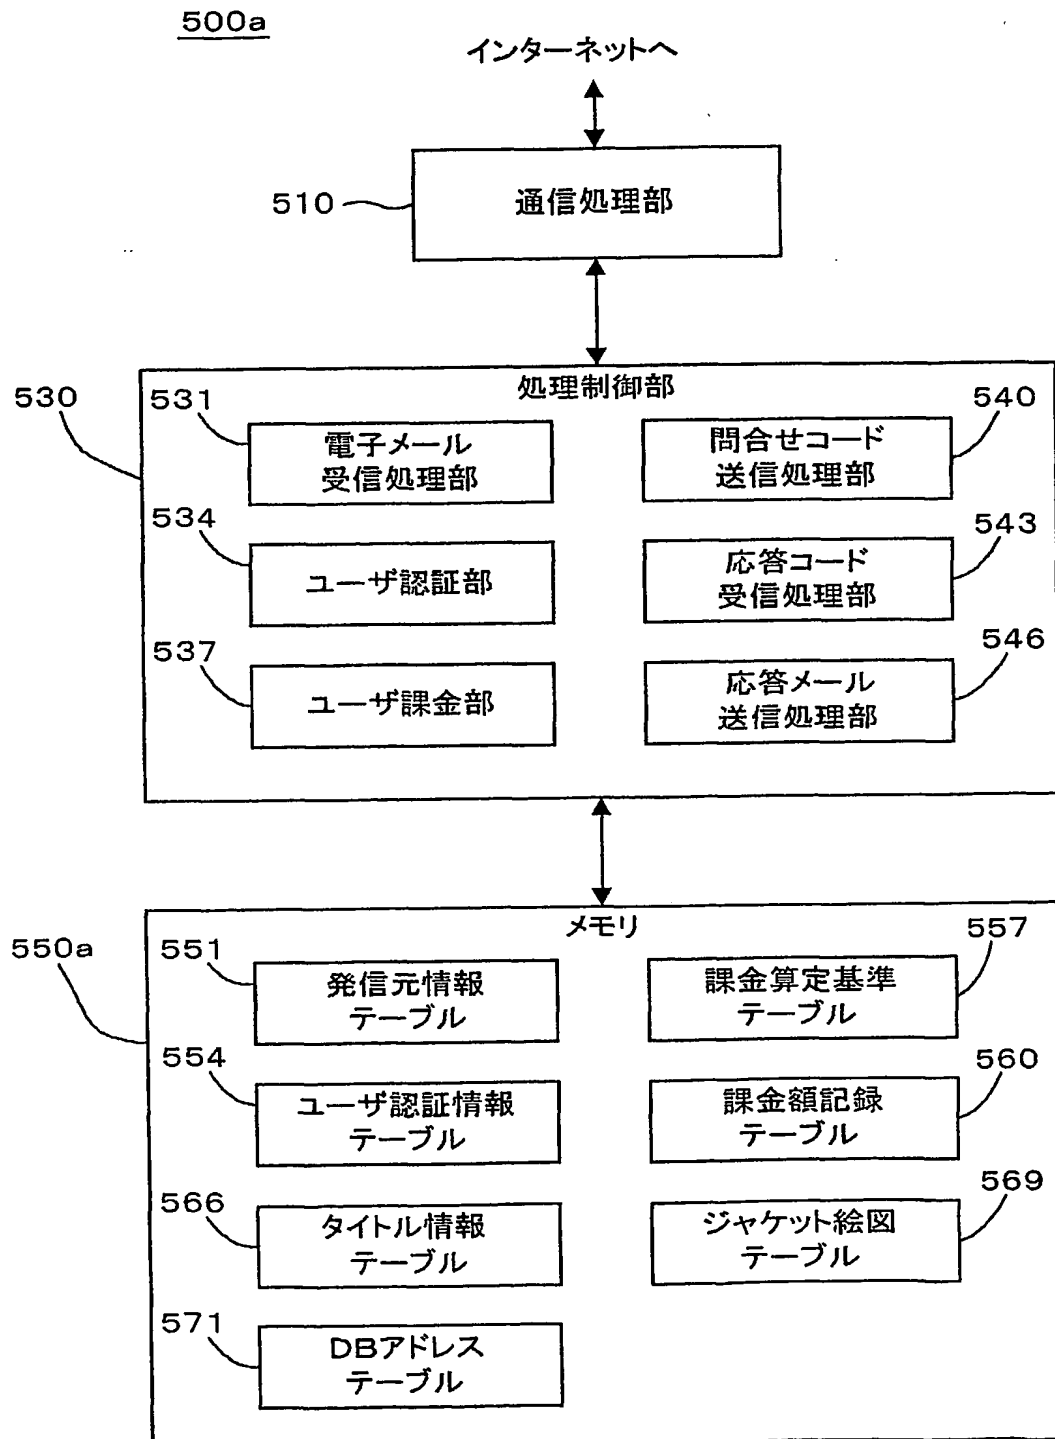 500a
インターネットへ
510
通信処理部
530
処理制御部
531
電子メール
受信処理部
540
問合せコード
送信処理部
534
ユーザ認証部
543
応答コード
受信処理部
537
ユーザ課金部
546
応答メール
送信処理部
550a
メモリ
551
発信元情報
テーブル
557
課金算定基準
テーブル
554
ユーザ認証情報
テーブル
560
課金額記録
テーブル
566
タイトル情報
テーブル
569
ジャケット絵図
テーブル
571
DBアドレス
テーブル